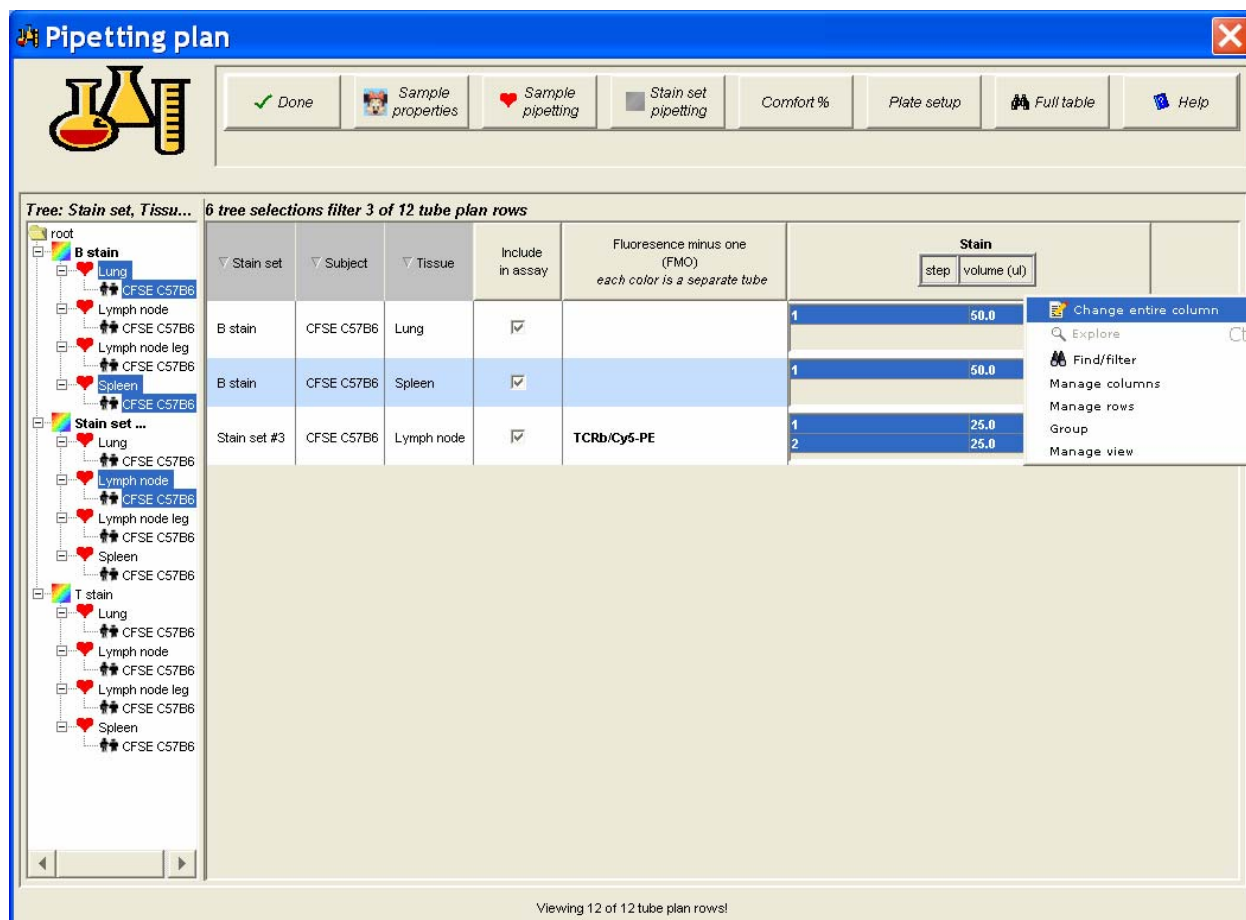 Pipetting plan
Done
Sample
properties
Sample
pipetting
Stain set
pipetting
Comfort %
Plate setup
Full table
Help
Tree: Stain set, Tissu...
6 tree selections filter 3 of 12 tube plan rows
root
B stain
Lung
CFSE C57B6
Lymph node
CFSE C57B6
Lymph node leg
CFSE C57B6
Spleen
CFSE C57B6
Stain set ...
Lung
CFSE C57B6
Lymph node
CFSE C57B6
Lymph node leg
CFSE C57B6
Spleen
CFSE C57B6
T stain
Lung
CFSE C57B6
Lymph node
CFSE C57B6
Lymph node leg
CFSE C57B6
Spleen
CFSE C57B6
Stain set
Subject
Tissue
Include
in assay
Fluoresence minus one
(FMO)
each color is a separate tube
Stain
step volume (ul)
B stain CFSE C57B6 Lung 1 50.0
B stain CFSE C57B6 Spleen 1 50.0
Stain set #3 CFSE C57B6 Lymph node TCRb/Cy5-PE 1 25.0
2 25.0
Change entire column
Explore Ct
Find/filter
Manage columns
Manage rows
Group
Manage view
Viewing 12 of 12 tube plan rows!